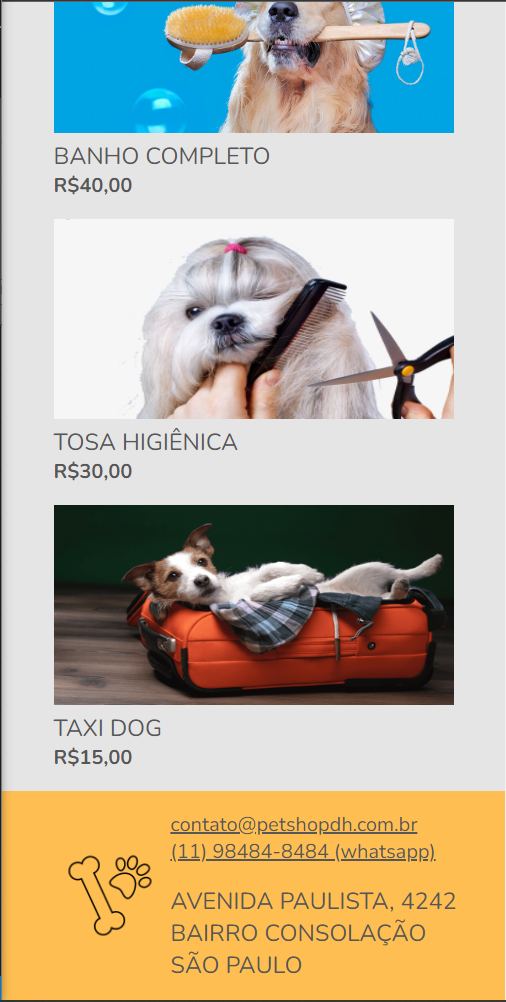 BANHO COMPLETO
R$40,00
TOSA HIGIÊNICA
R$30,00
TAXI DOG
R$15,00
contato@petshopdh.com.br
(11) 98484-8484 (whatsapp)
AVENIDA PAULISTA, 4242
BAIRRO CONSOLAÇÃO
SÃO PAULO